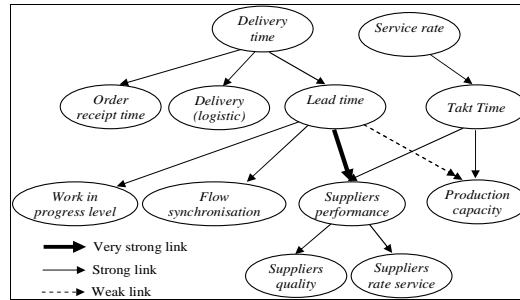 Delivery
time
Service rate
Order
receipt time
Delivery
(logistic)
Lead time
Takt Time
Work in
progress level
Flow
synchronisation
Suppliers
performance
Production
capacity
Very strong link
Strong link
Weak link
Suppliers
quality
Suppliers
rate service